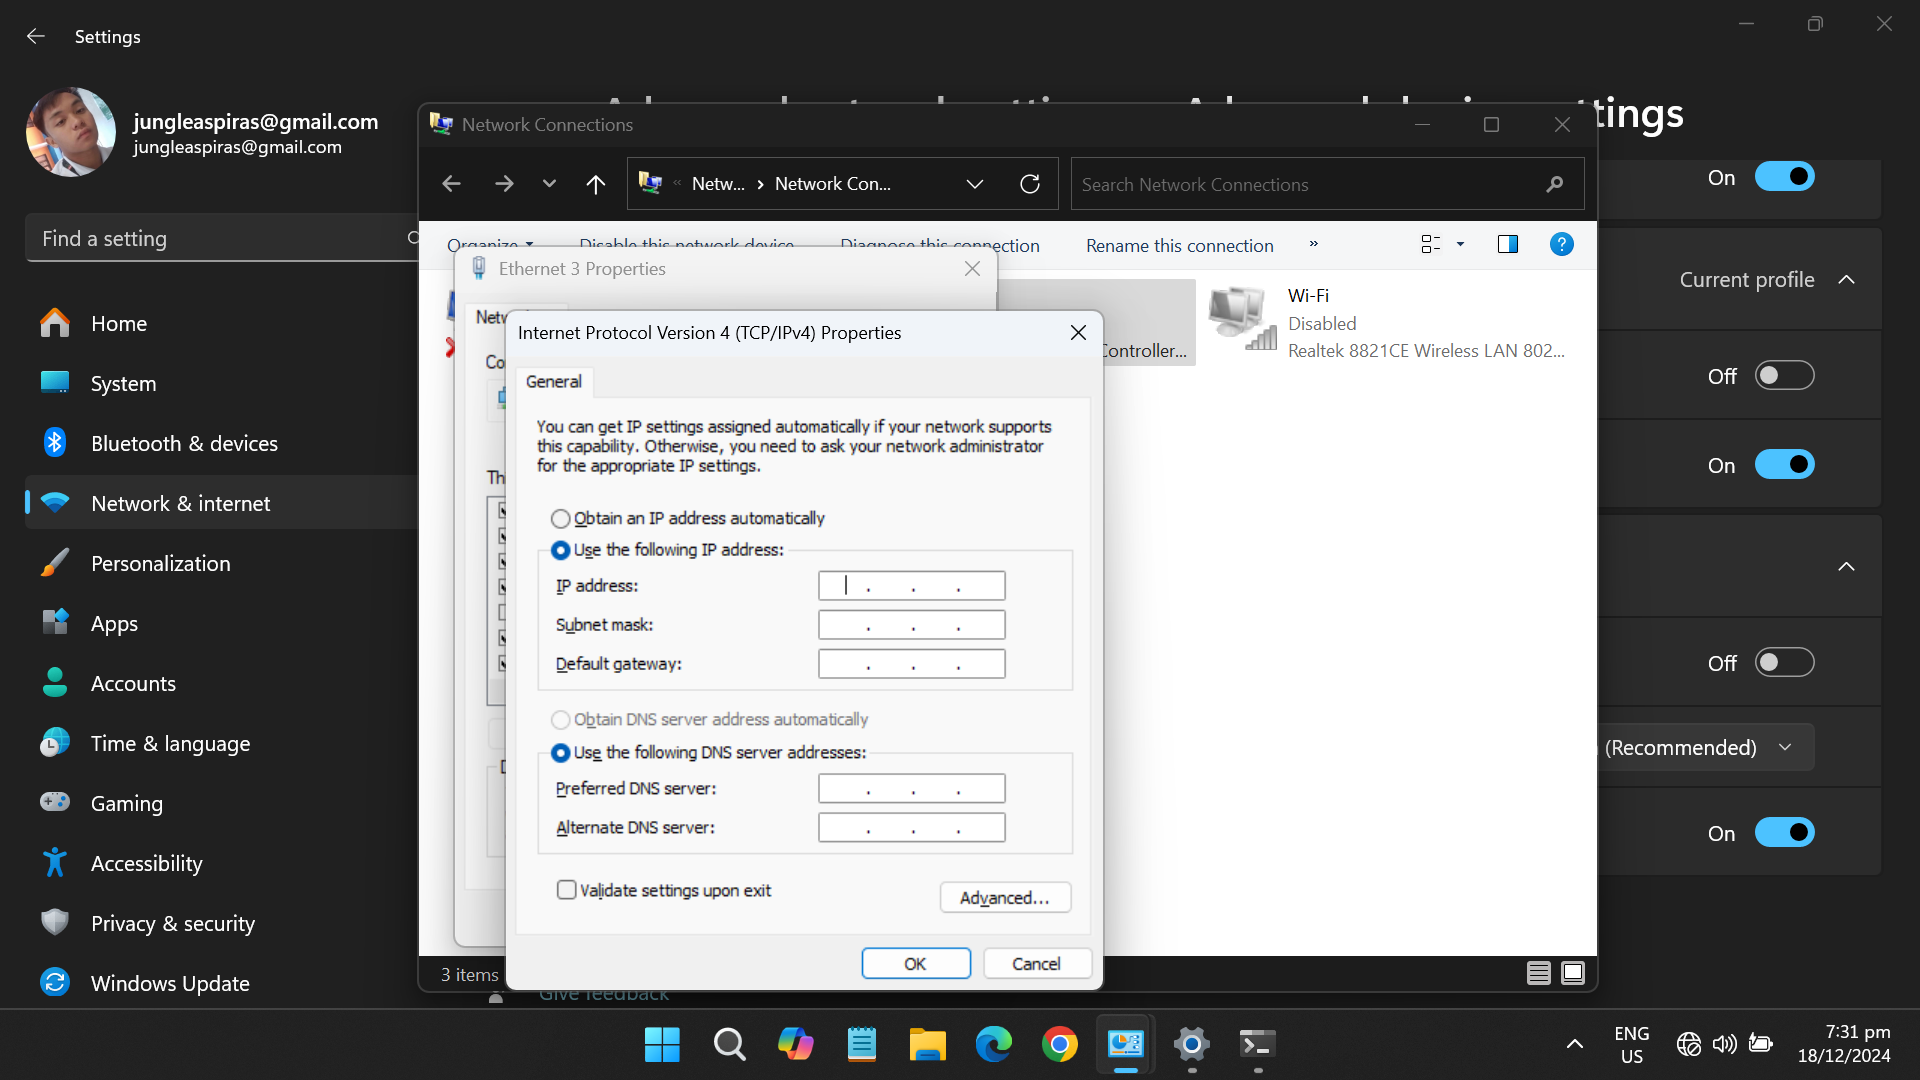 Settings
jungleaspiras@gmail.com
jungleaspiras@gmail.com
Find a setting
Home
System
Bluetooth & devices
Network & internet
Personalization
Apps
Accounts
Time & language
Gaming
Accessibility
Privacy & security
Windows Update
Network Connections
« Netw... › Network Con...
Search Network Connections
Organize
Disable this network device
Diagnose this connection
Rename this connection
»
Ethernet 3 Properties
Internet Protocol Version 4 (TCP/IPv4) Properties
General
You can get IP settings assigned automatically if your network supports
this capability. Otherwise, you need to ask your network administrator
for the appropriate IP settings.
Obtain an IP address automatically
Use the following IP address:
IP address: . . .
Subnet mask: . . .
Default gateway: . . .
Obtain DNS server address automatically
Use the following DNS server addresses:
Preferred DNS server: . . .
Alternate DNS server: . . .
Validate settings upon exit
Advanced...
OK
Cancel
Controller...
Wi-Fi
Disabled
Realtek 8821CE Wireless LAN 802...
3 items
Give feedback
tings
On
Current profile
Off
On
Off
(Recommended)
On
ENG
US
7:31 pm
18/12/2024